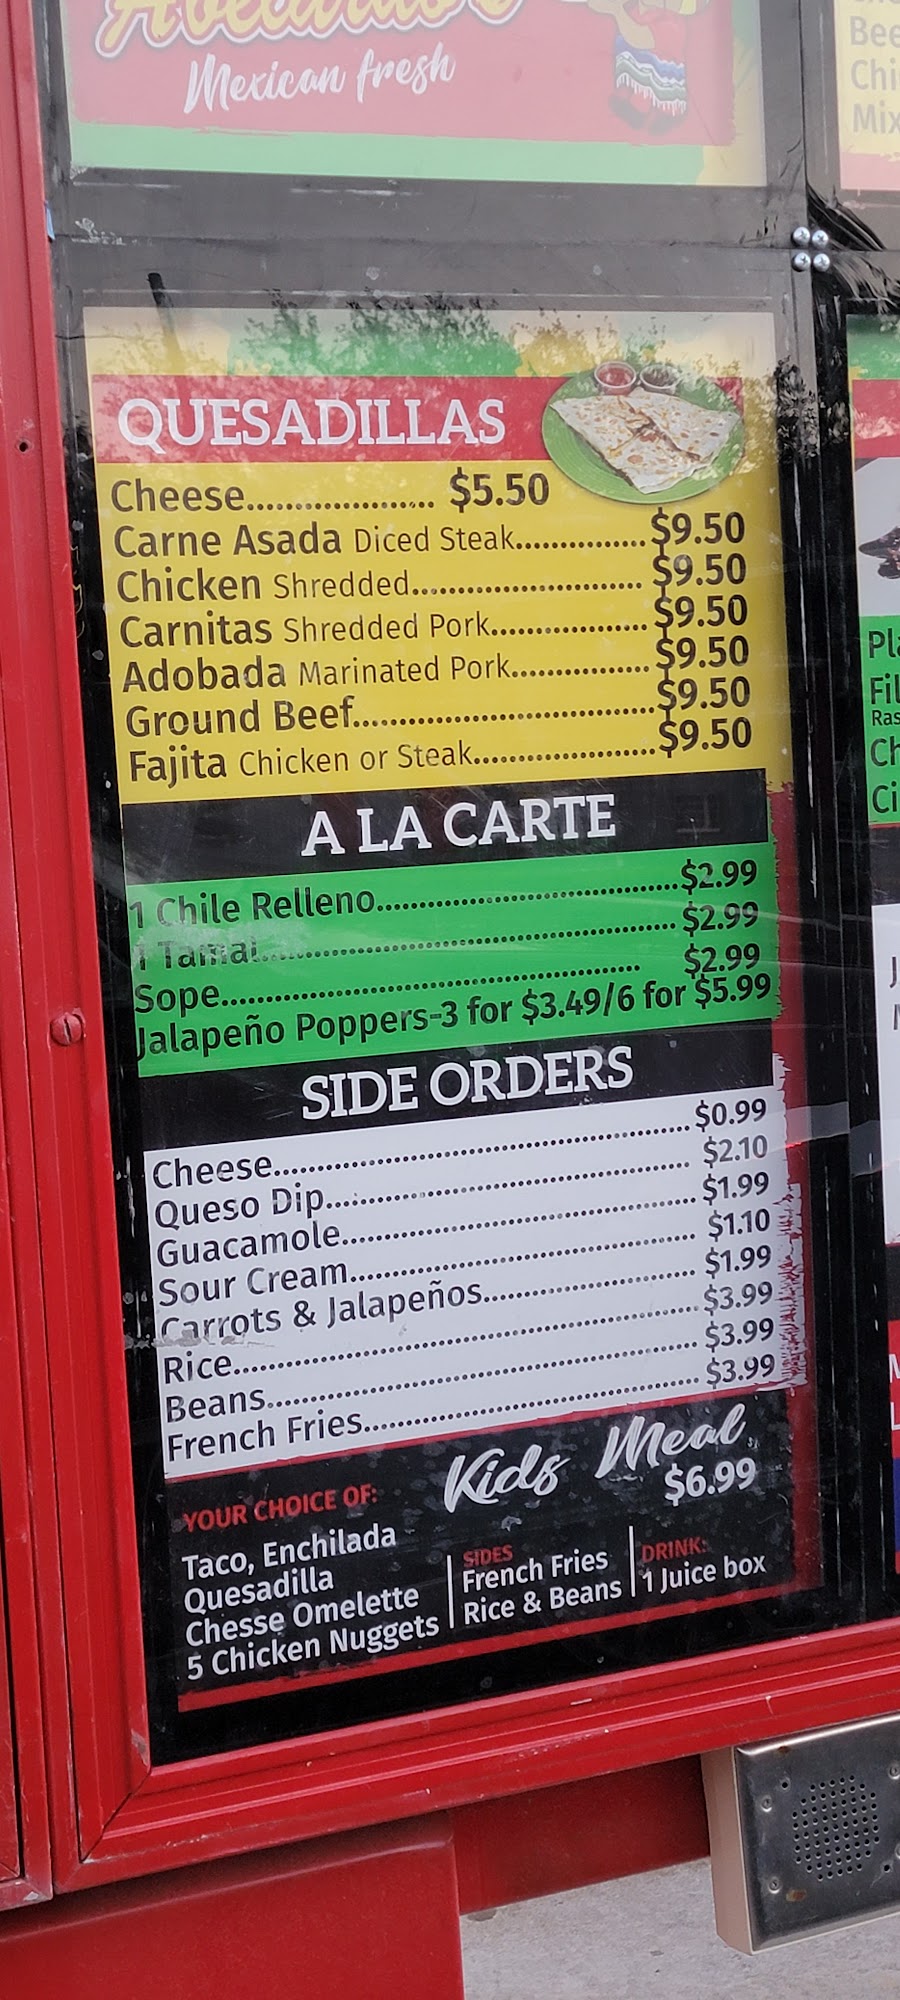 Mexican fresh
QUESADILLAS
Cheese.................... $5.50
Carne Asada Diced Steak............... $9.50
Chicken Shredded.......................... $9.50
Carnitas Shredded Pork.................. $9.50
Adobada Marinated Pork................ $9.50
Ground Beef.................................. $9.50
Fajita Chicken or Steak.................... $9.50
A LA CARTE
1 Chile Relleno.................................. $2.99
1 Tamal............................................. $2.99
Sope............................................. $2.99
Jalapeño Poppers-3 for $3.49/6 for $5.99
SIDE ORDERS
Cheese............................................. $0.99
Queso Dip....................................... $2.10
Guacamole...................................... $1.99
Sour Cream..................................... $1.10
Carrots & Jalapeños........................ $1.99
Rice.................................................. $3.99
Beans.............................................. $3.99
French Fries.................................... $3.99
Kids Meal
$6.99
YOUR CHOICE OF:
Taco, Enchilada
Quesadilla
Chesse Omelette
5 Chicken Nuggets
SIDES
French Fries
Rice & Beans
DRINK:
1 Juice box